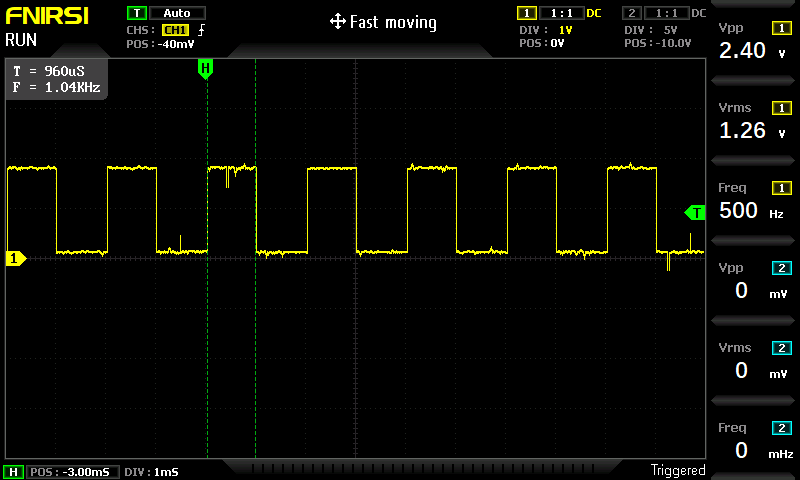 FNIRSI
RUN
T Auto
CHS: CH1
POS: -40mV
Fast moving
1 1:1 DC
DIV: 1V
POS: 0V
2 1:1 DC
DIV: 5V
POS: -10.0V
T = 960uS
F = 1.04KHz
H
T
1
Vpp 1
2.40 V
Vrms 1
1.26 V
Freq 1
500 Hz
Vpp 2
0 mV
Vrms 2
0 mV
Freq 2
0 mHz
H POS: -3.00mS DIV: 1mS
Triggered